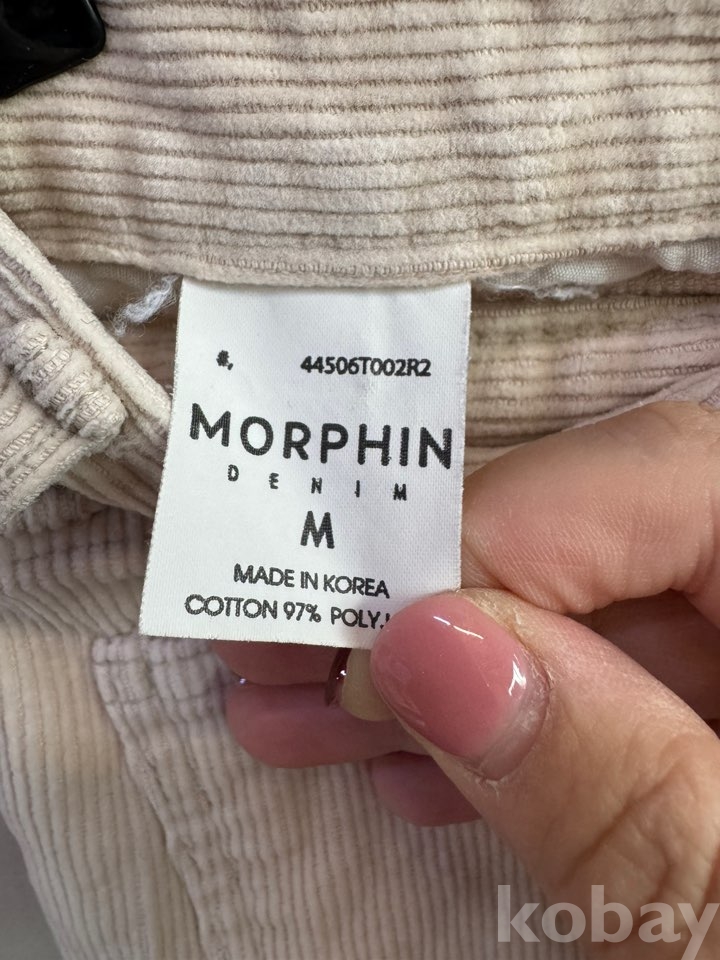 #, 44506T002R2
MORPHIN
DENIM
M
MADE IN KOREA
COTTON 97% POLY.
kobay